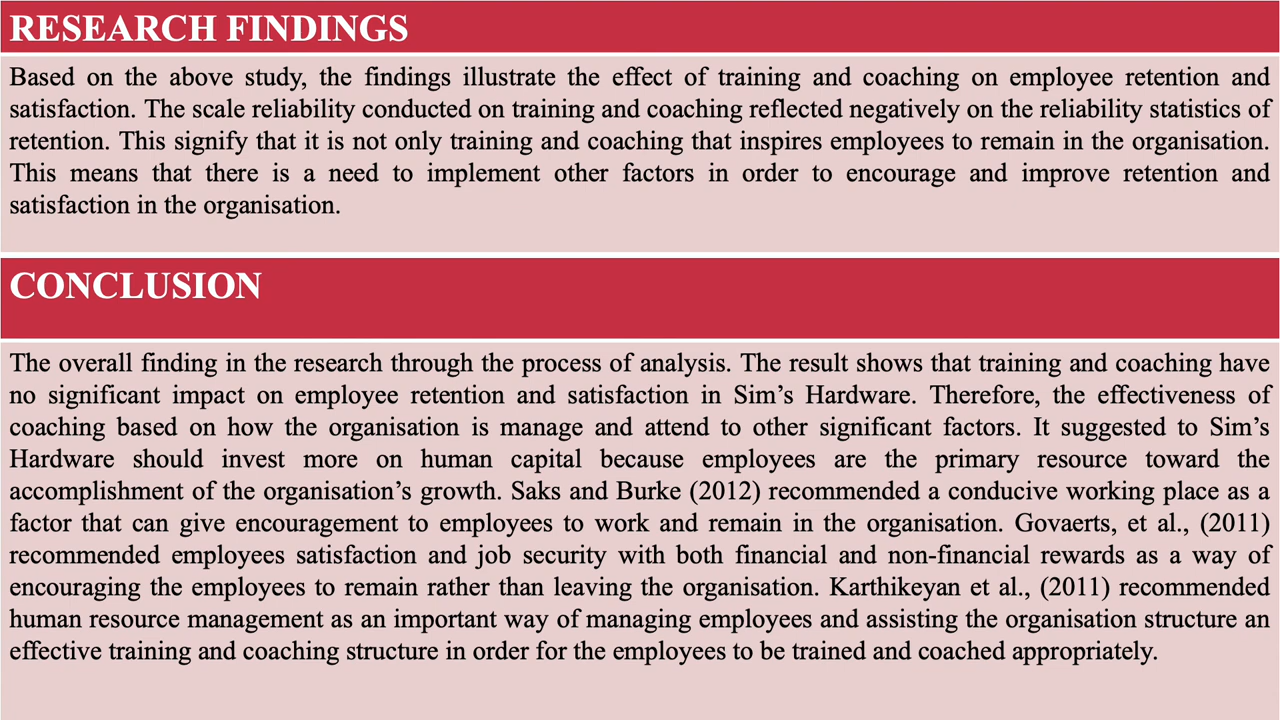 RESEARCH FINDINGS
Based on the above study, the findings illustrate the effect of training and coaching on employee retention and
satisfaction. The scale reliability conducted on training and coaching reflected negatively on the reliability statistics of
retention. This signify that it is not only training and coaching that inspires employees to remain in the organisation.
This means that there is a need to implement other factors in order to encourage and improve retention and
satisfaction in the organisation.
CONCLUSION
The overall finding in the research through the process of analysis. The result shows that training and coaching have
no significant impact on employee retention and satisfaction in Sim’s Hardware. Therefore, the effectiveness of
coaching based on how the organisation is manage and attend to other significant factors. It suggested to Sim’s
Hardware should invest more on human capital because employees are the primary resource toward the
accomplishment of the organisation’s growth. Saks and Burke (2012) recommended a conducive working place as a
factor that can give encouragement to employees to work and remain in the organisation. Govaerts, et al., (2011)
recommended employees satisfaction and job security with both financial and non-financial rewards as a way of
encouraging the employees to remain rather than leaving the organisation. Karthikeyan et al., (2011) recommended
human resource management as an important way of managing employees and assisting the organisation structure an
effective training and coaching structure in order for the employees to be trained and coached appropriately.